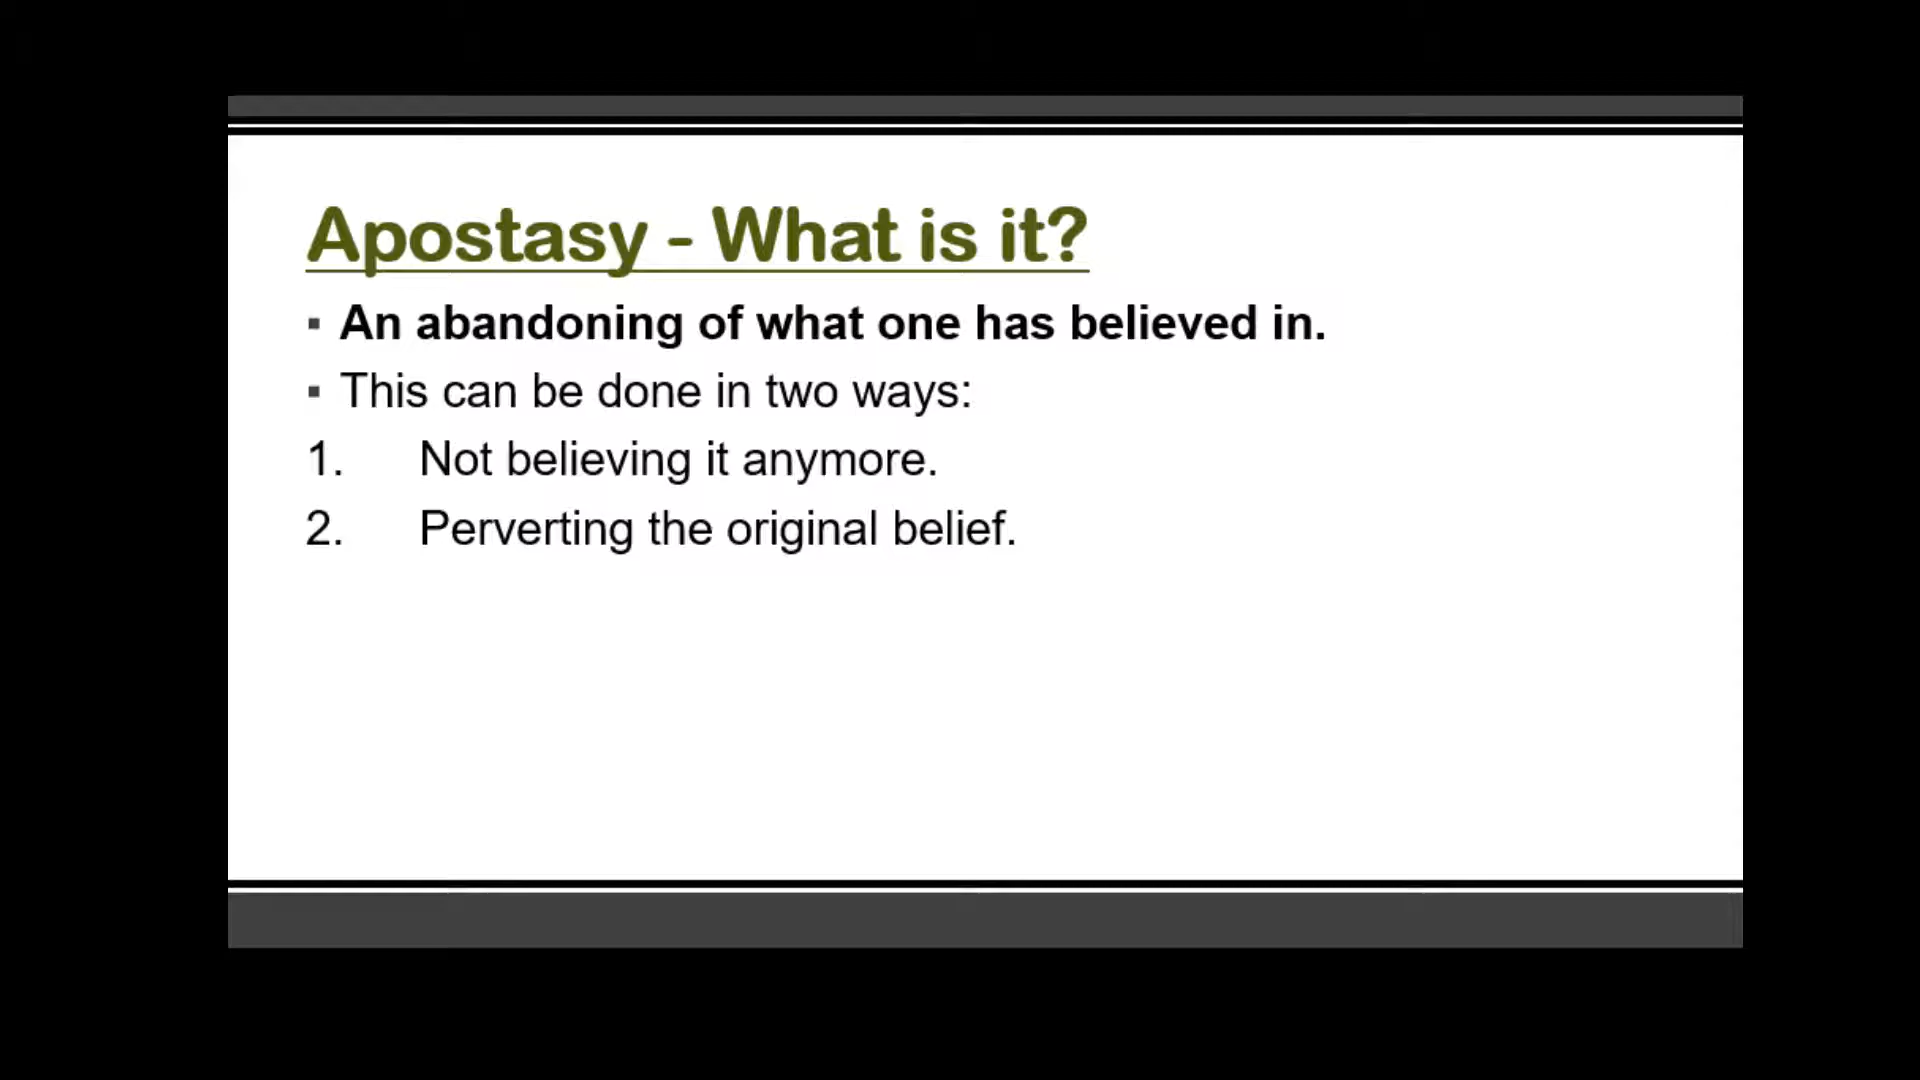 Apostasy - What is it?
▪ An abandoning of what one has believed in.
▪ This can be done in two ways:
1. Not believing it anymore.
2. Perverting the original belief.